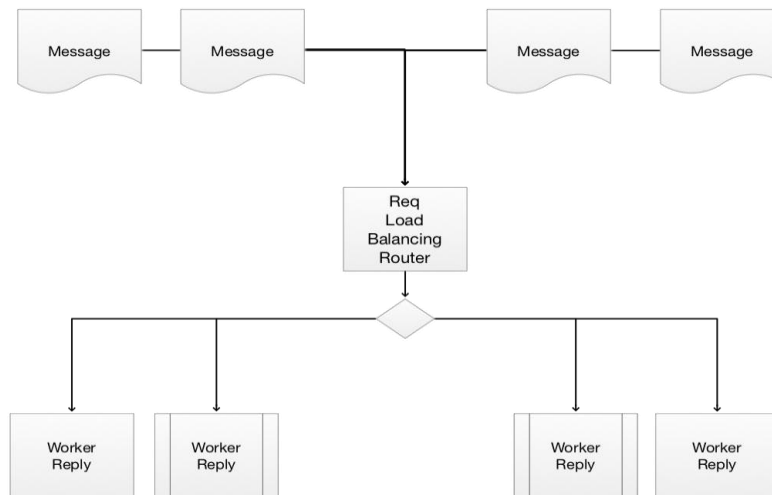 Message
Message
Message
Message
Req
Load
Balancing
Router
Worker
Reply
Worker
Reply
Worker
Reply
Worker
Reply